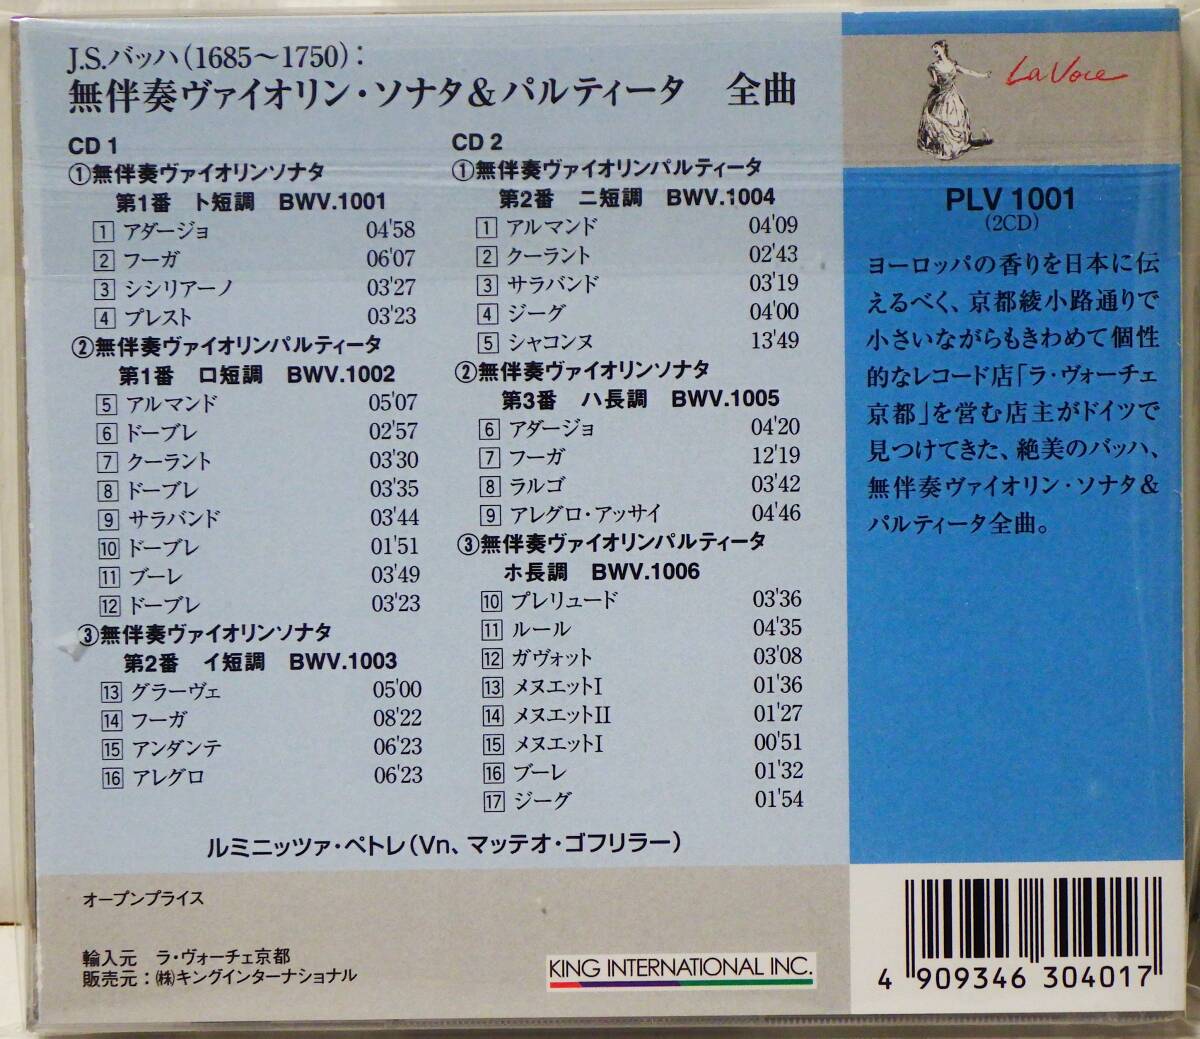 J.S.バッハ(1685〜1750):
無伴奏ヴァイオリン・ソナタ&パルティータ 全曲
CD 1
①無伴奏ヴァイオリンソナタ
第1番 ト短調 BWV.1001
1 アダージョ 04'58
2 フーガ 06'07
3 シシリアーノ 03'27
4 プレスト 03'23
②無伴奏ヴァイオリンパルティータ
第1番 ロ短調 BWV.1002
5 アルマンド 05'07
6 ドーブレ 02'57
7 クーラント 03'30
8 ドーブレ 03'35
9 サラバンド 03'44
10 ドーブレ 01'51
11 ブーレ 03'49
12 ドーブレ 03'23
③無伴奏ヴァイオリンソナタ
第2番 イ短調 BWV.1003
13 グラーヴェ 05'00
14 フーガ 08'22
15 アンダンテ 06'23
16 アレグロ 06'23
CD 2
①無伴奏ヴァイオリンパルティータ
第2番 ニ短調 BWV.1004
1 アルマンド 04'09
2 クーラント 02'43
3 サラバンド 03'19
4 ジーグ 04'00
5 シャコンヌ 13'49
②無伴奏ヴァイオリンソナタ
第3番 ハ長調 BWV.1005
6 アダージョ 04'20
7 フーガ 12'19
8 ラルゴ 03'42
9 アレグロ・アッサイ 04'46
③無伴奏ヴァイオリンパルティータ
ホ長調 BWV.1006
10 プレリュード 03'36
11 ルール 04'35
12 ガヴォット 03'08
13 メヌエットI 01'36
14 メヌエットII 01'27
15 メヌエットI 00'51
16 ブーレ 01'32
17 ジーグ 01'54
ルミニッツァ・ペトレ(Vn、マッテオ・ゴフリラー)
La Voce
PLV 1001
(2CD)
ヨーロッパの香りを日本に伝
えるべく、京都綾小路通りで
小さいながらもきわめて個性
的なレコード店「ラ・ヴォーチェ
京都」を営む店主がドイツで
見つけてきた、絶美のバッハ、
無伴奏ヴァイオリン・ソナタ&
パルティータ全曲。
オープンプライス
輸入元 ラ・ヴォーチェ京都
販売元:(株)キングインターナショナル
KING INTERNATIONAL INC.
4 909346 304017